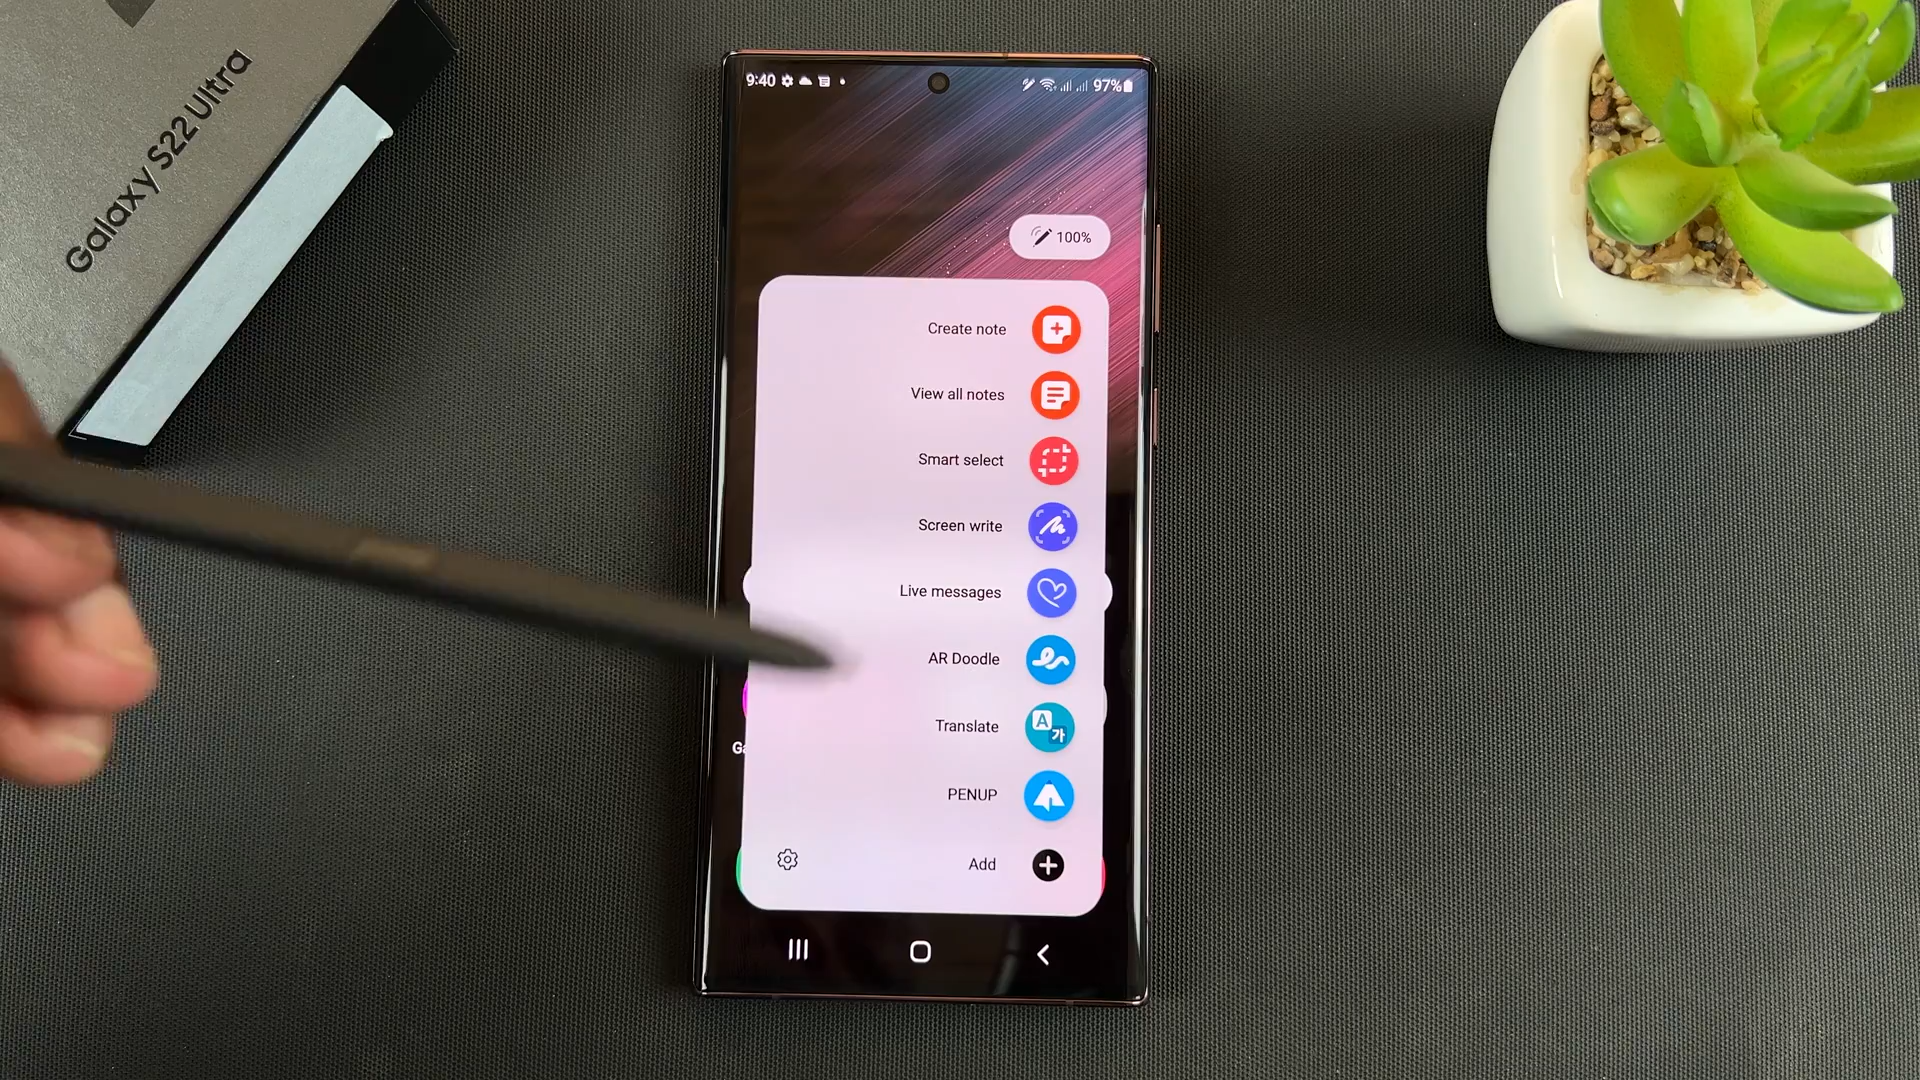 Galaxy S22 Ultra
9:40
97%
100%
Create note
View all notes
Smart select
Screen write
Live messages
AR Doodle
A
가
Translate
PENUP
Add